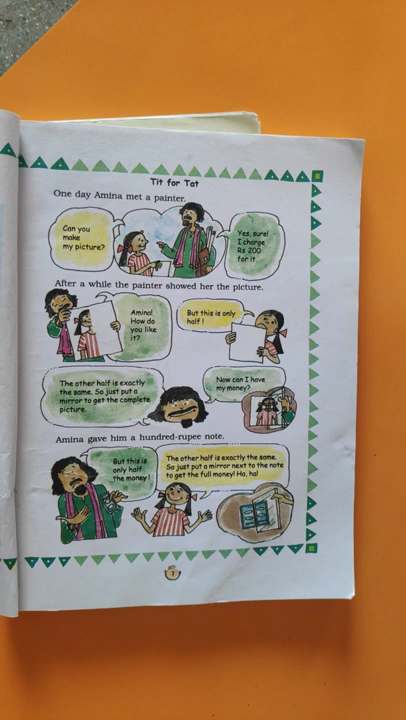 Tit for Tat
One day Amina met a painter.
Can you
make
my picture?
Yes, sure!
I charge
Rs 200
for it.
After a while the painter showed her the picture.
Amina!
How do
you like
it?
But this is only
half !
The other half is exactly
the same. So just put a
mirror to get the complete
picture.
Now can I have
my money?
Amina gave him a hundred-rupee note.
But this is
only half
the money!
The other half is exactly the same.
So just put a mirror next to the note
to get the full money! Ha, ha!
7